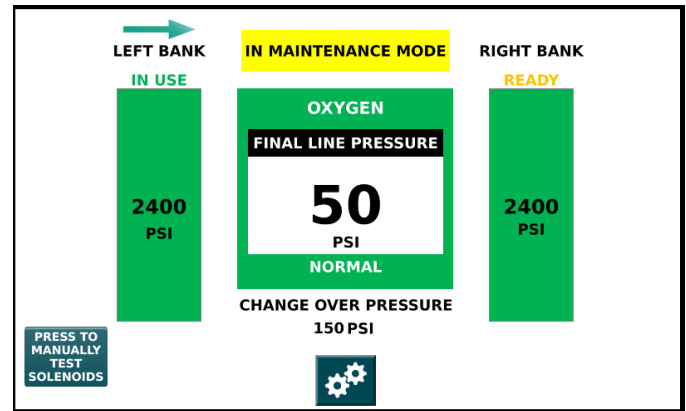 LEFT BANK
IN USE
2400
PSI
IN MAINTENANCE MODE
OXYGEN
FINAL LINE PRESSURE
50
PSI
NORMAL
CHANGE OVER PRESSURE
150 PSI
RIGHT BANK
READY
2400
PSI
PRESS TO
MANUALLY
TEST
SOLENOIDS